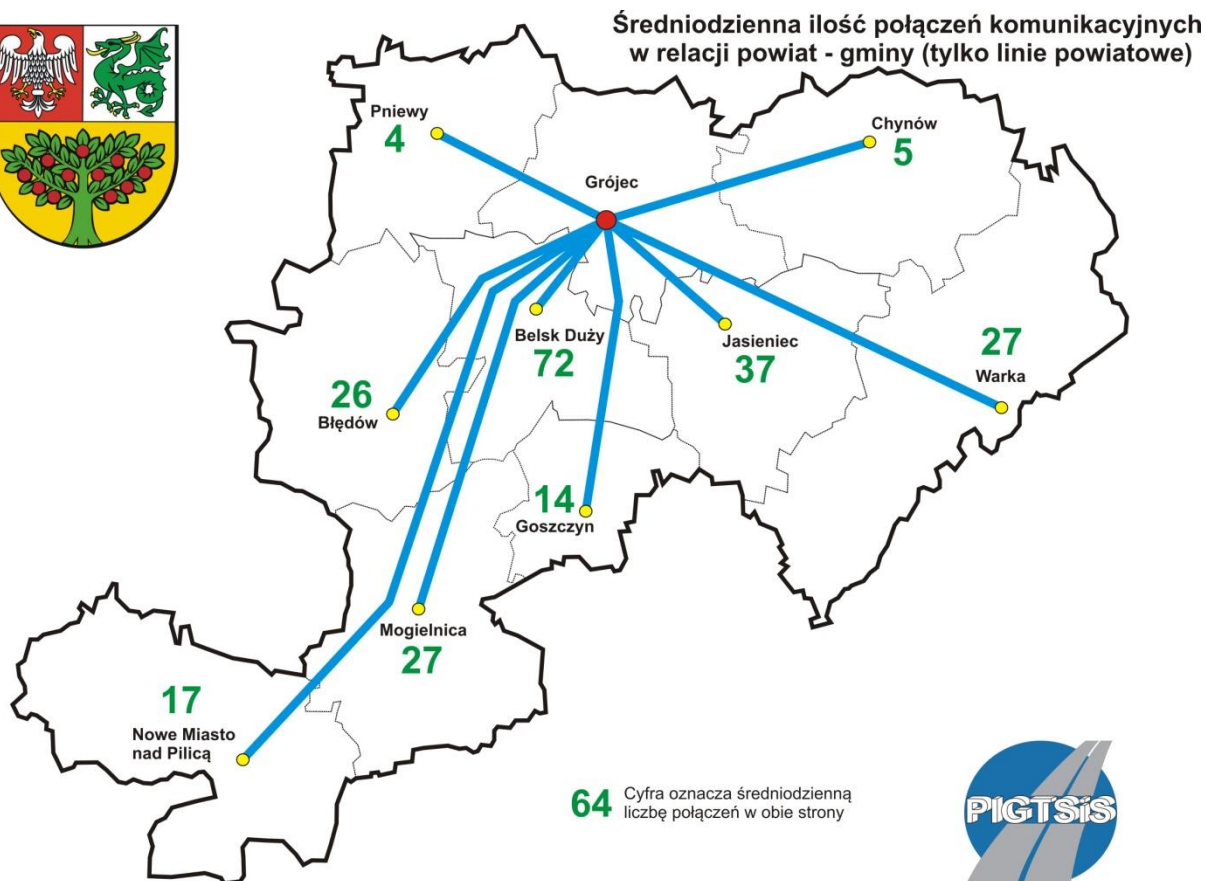 Średniodzienna ilość połączeń komunikacyjnych
w relacji powiat - gminy (tylko linie powiatowe)
Pniewy
4
Chynów
5
Grójec
Belsk Duży
72
Jasieniec
37
27
Warka
26
Błędów
14
Goszczyn
Mogielnica
27
17
Nowe Miasto
nad Pilicą
64 Cyfra oznacza średniodzienną
liczbę połączeń w obie strony
PIGTSiS